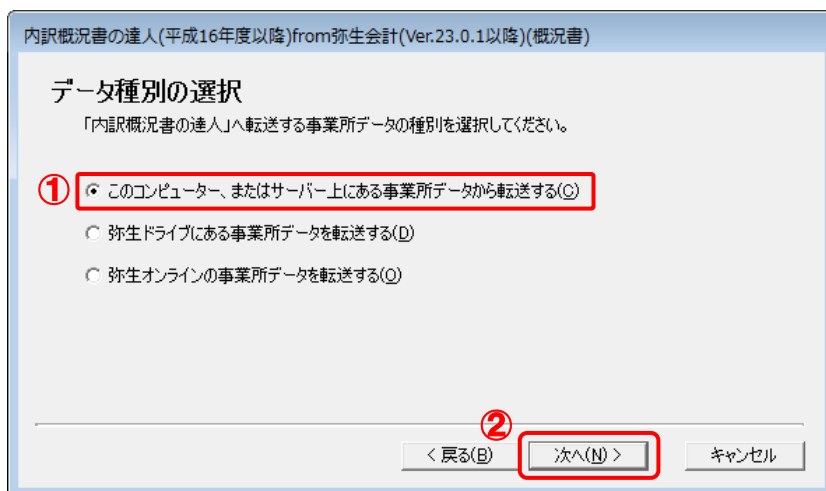 内訳概況書の達人(平成16年度以降)from弥生会計(Ver.23.0.1以降)(概況書)
データ種別の選択
「内訳概況書の達人」へ転送する事業所データの種別を選択してください。
① このコンピューター、またはサーバー上にある事業所データから転送する(C)
弥生ドライブにある事業所データを転送する(D)
弥生オンラインの事業所データを転送する(O)
②
< 戻る(B) 次へ(N) > キャンセル